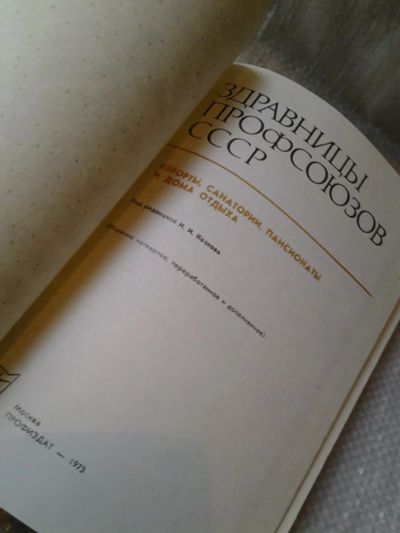 ЗДРАВНИЦЫ
ПРОФСОЮЗОВ
СССР
КУРОРТЫ, САНАТОРИИ, ПАНСИОНАТЫ
И ДОМА ОТДЫХА
Под редакцией И. И. Козлова
(Издание четвертое, переработанное и дополненное)
Москва
ПРОФИЗДАТ — 1973